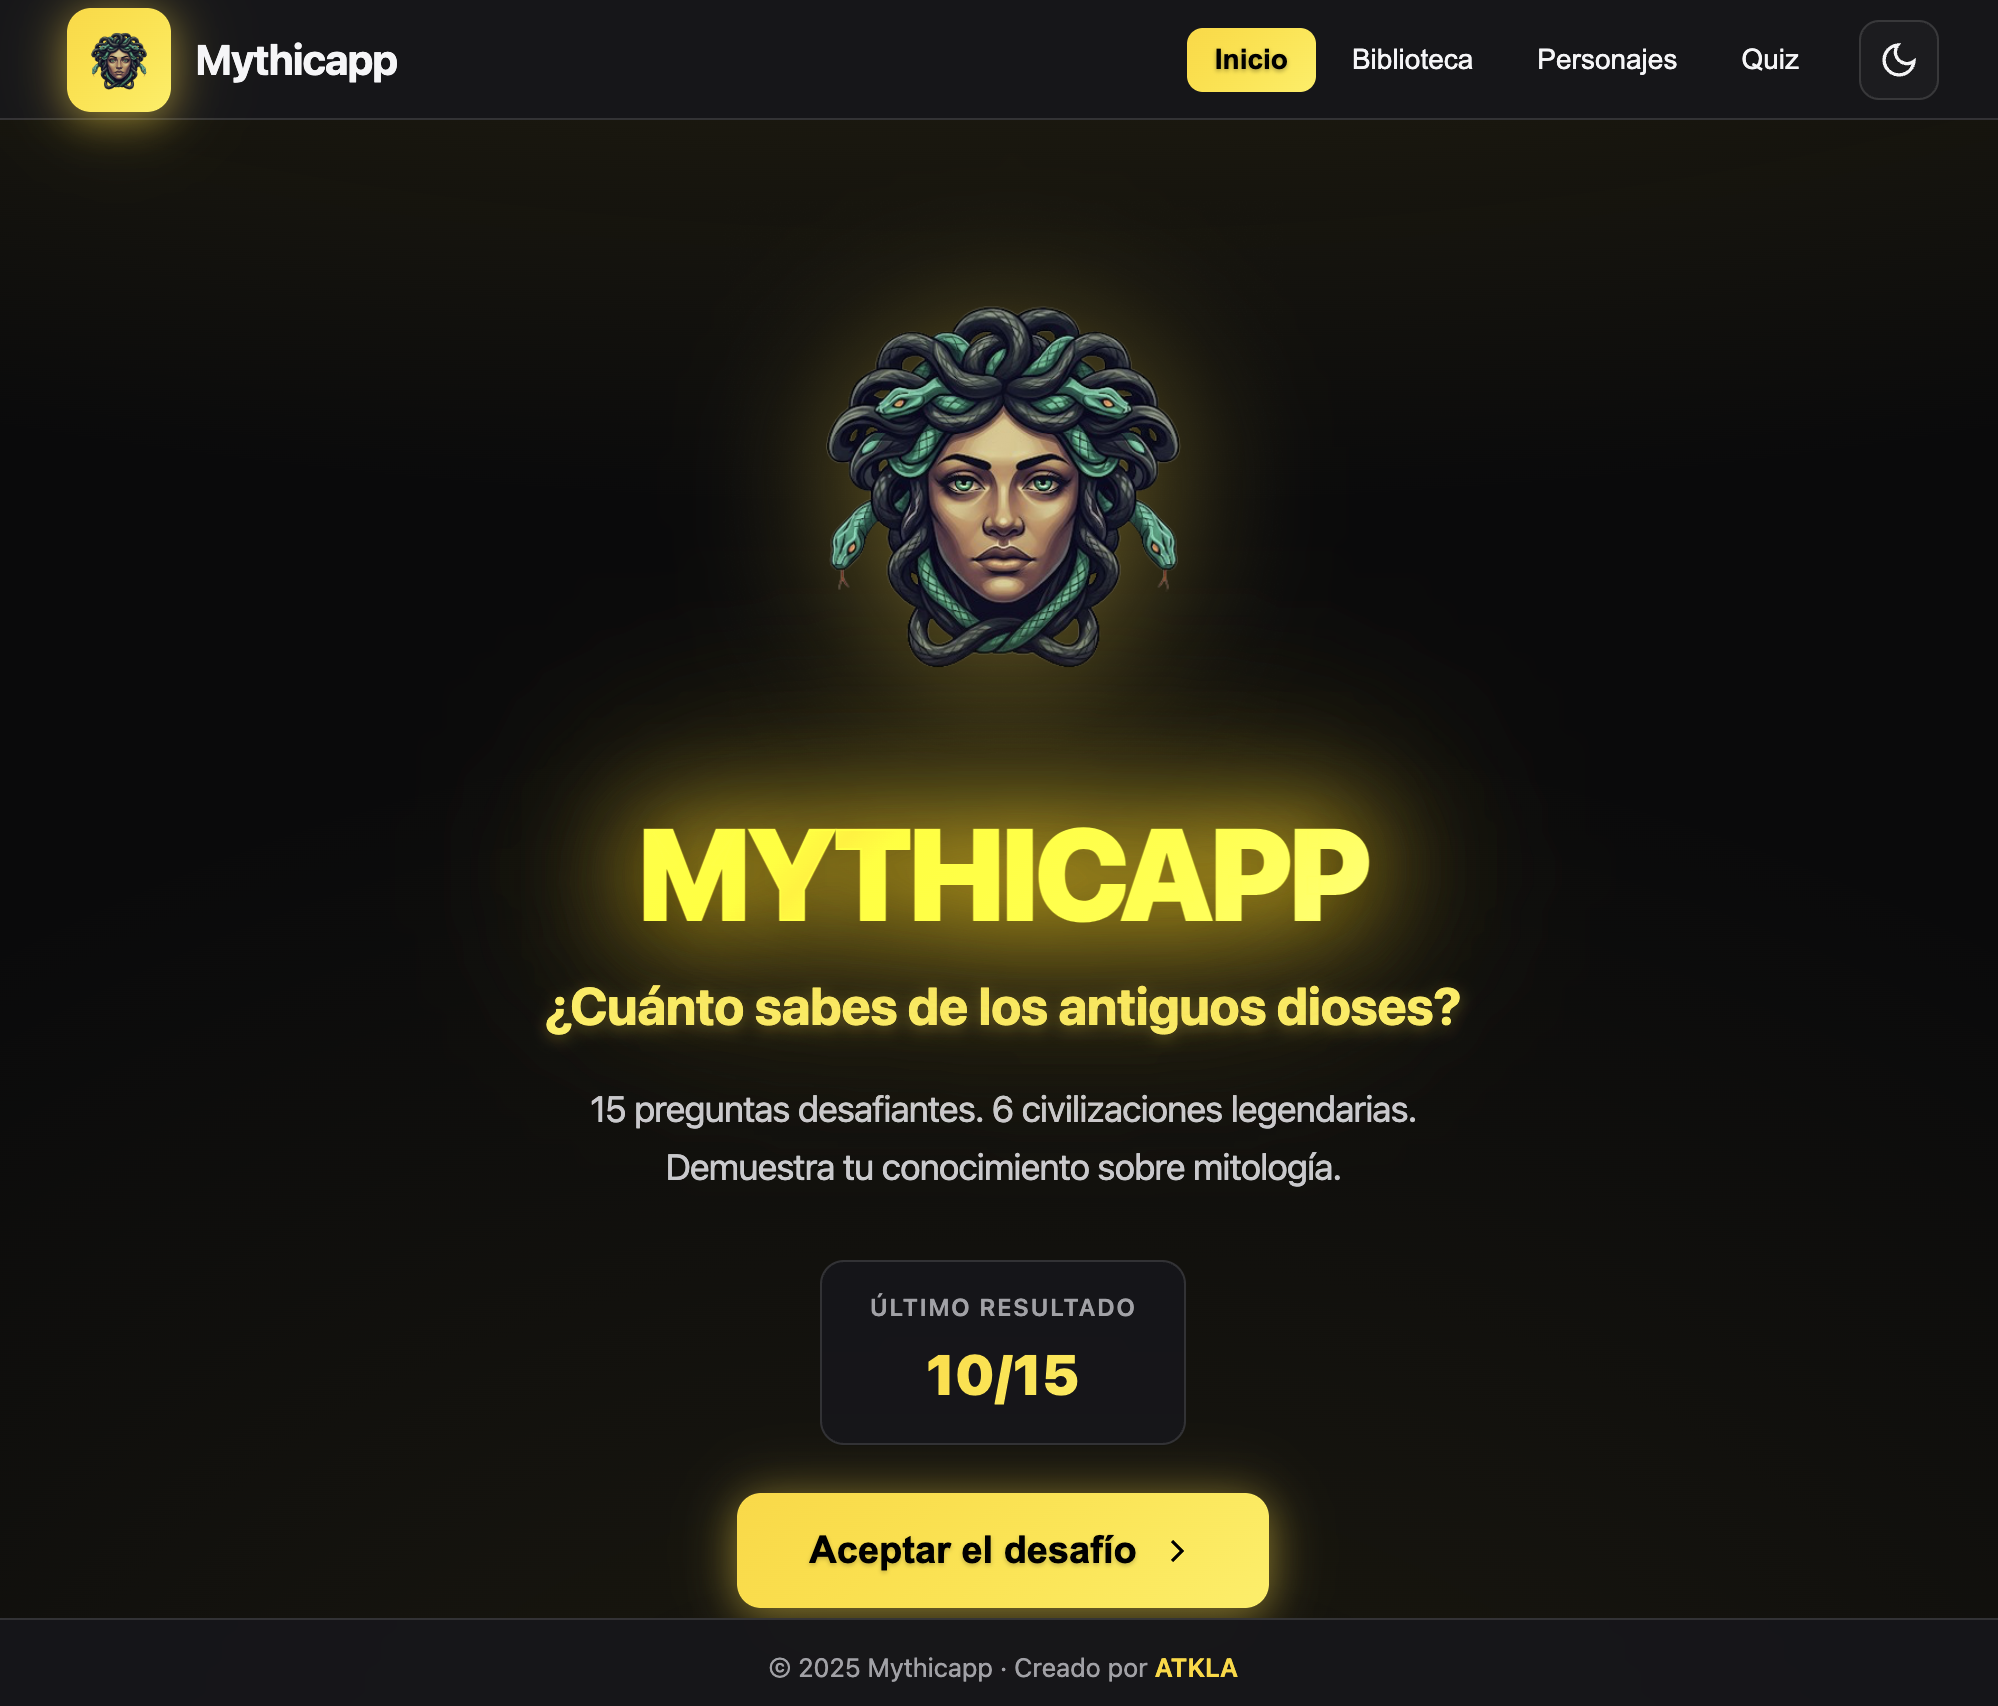 Mythicapp
Inicio
Biblioteca
Personajes
Quiz
MYTHICAPP
¿Cuánto sabes de los antiguos dioses?
15 preguntas desafiantes. 6 civilizaciones legendarias.
Demuestra tu conocimiento sobre mitología.
ÚLTIMO RESULTADO
10/15
Aceptar el desafío
© 2025 Mythicapp · Creado por ATKLA